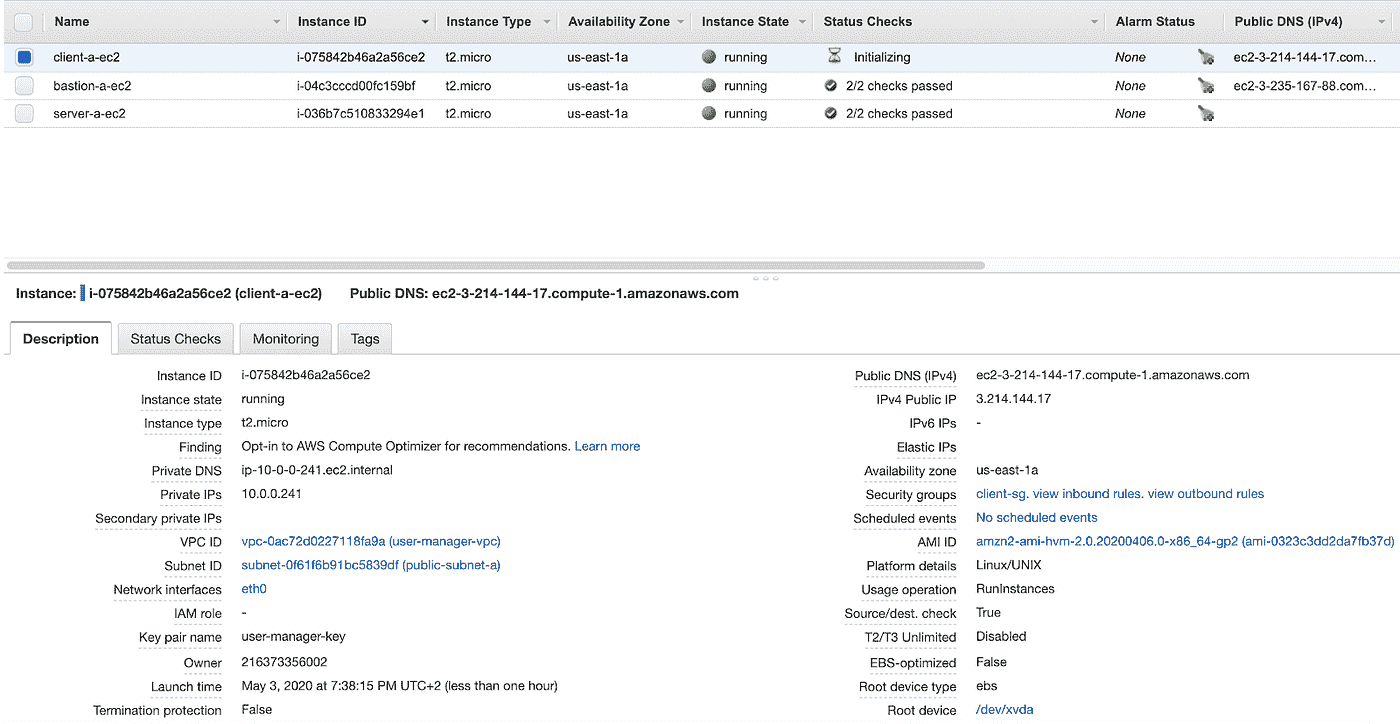 Name Instance ID Instance Type Availability Zone Instance State Status Checks Alarm Status Public DNS (IPv4)
client-a-ec2 i-075842b46a2a56ce2 t2.micro us-east-1a running Initializing None ec2-3-214-144-17.com...
bastion-a-ec2 i-04c3cccd00fc159bf t2.micro us-east-1a running 2/2 checks passed None ec2-3-235-167-88.com...
server-a-ec2 i-036b7c510833294e1 t2.micro us-east-1a running 2/2 checks passed None
Instance: i-075842b46a2a56ce2 (client-a-ec2) Public DNS: ec2-3-214-144-17.compute-1.amazonaws.com
Description Status Checks Monitoring Tags
Instance ID i-075842b46a2a56ce2 Public DNS (IPv4) ec2-3-214-144-17.compute-1.amazonaws.com
Instance state running IPv4 Public IP 3.214.144.17
Instance type t2.micro IPv6 IPs -
Finding Opt-in to AWS Compute Optimizer for recommendations. Learn more Elastic IPs
Private DNS ip-10-0-0-241.ec2.internal Availability zone us-east-1a
Private IPs 10.0.0.241 Security groups client-sg. view inbound rules. view outbound rules
Secondary private IPs Scheduled events No scheduled events
VPC ID vpc-0ac72d0227118fa9a (user-manager-vpc) AMI ID amzn2-ami-hvm-2.0.20200406.0-x86_64-gp2 (ami-0323c3dd2da7fb37d)
Subnet ID subnet-0f61f6b91bc5839df (public-subnet-a) Platform details Linux/UNIX
Network interfaces eth0 Usage operation RunInstances
IAM role - Source/dest. check True
Key pair name user-manager-key T2/T3 Unlimited Disabled
Owner 216373356002 EBS-optimized False
Launch time May 3, 2020 at 7:38:15 PM UTC+2 (less than one hour) Root device type ebs
Termination protection False Root device /dev/xvda